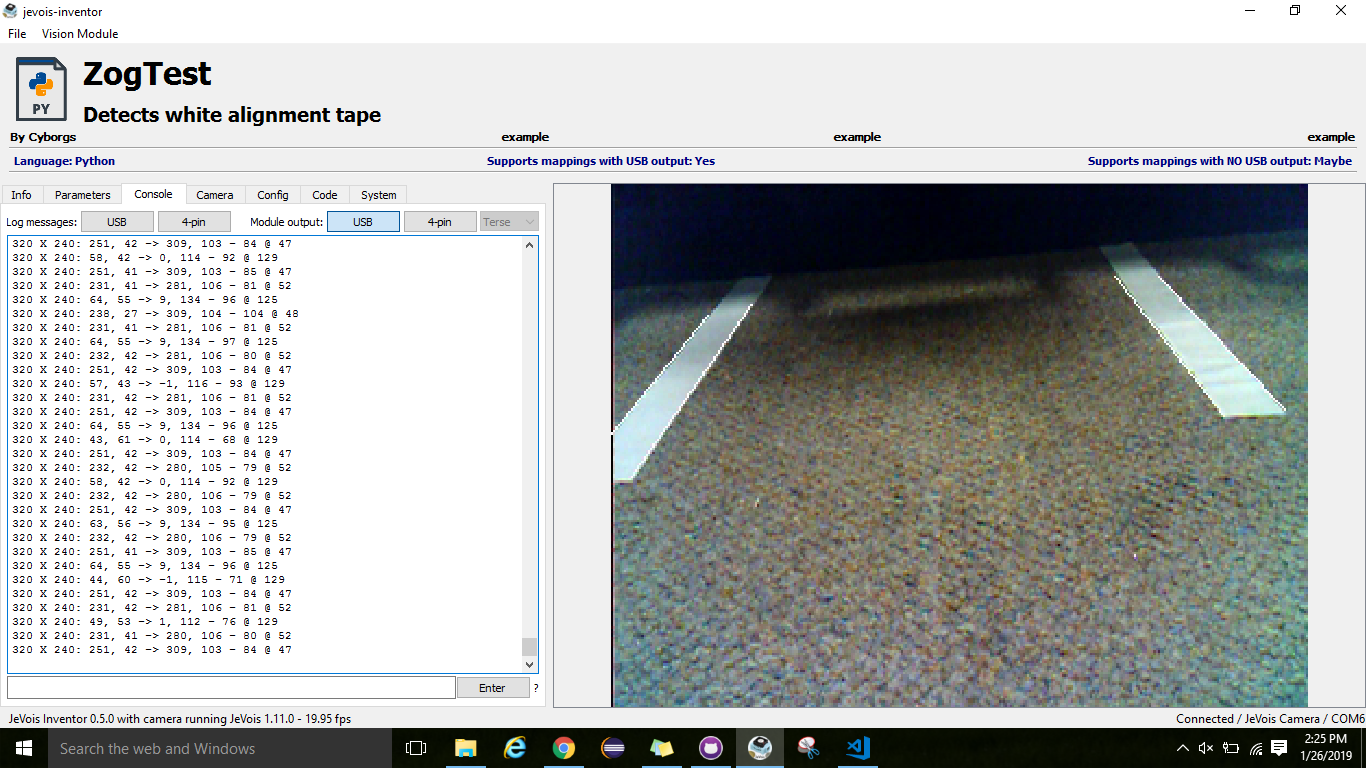 jevois-inventor
File Vision Module
PY
ZogTest
Detects white alignment tape
By Cyborgs example example example
Language: Python Supports mappings with USB output: Yes Supports mappings with NO USB output: Maybe
Info Parameters Console Camera Config Code System
Log messages: USB 4-pin Module output: USB 4-pin Terse
320 X 240: 251, 42 -> 309, 103 - 84 @ 47
320 X 240: 58, 42 -> 0, 114 - 92 @ 129
320 X 240: 251, 41 -> 309, 103 - 85 @ 47
320 X 240: 231, 41 -> 281, 106 - 81 @ 52
320 X 240: 64, 55 -> 9, 134 - 96 @ 125
320 X 240: 238, 27 -> 309, 104 - 104 @ 48
320 X 240: 231, 41 -> 281, 106 - 81 @ 52
320 X 240: 64, 55 -> 9, 134 - 97 @ 125
320 X 240: 232, 42 -> 281, 106 - 80 @ 52
320 X 240: 251, 42 -> 309, 103 - 84 @ 47
320 X 240: 57, 43 -> -1, 116 - 93 @ 129
320 X 240: 231, 42 -> 281, 106 - 81 @ 52
320 X 240: 251, 42 -> 309, 103 - 84 @ 47
320 X 240: 64, 55 -> 9, 134 - 96 @ 125
320 X 240: 43, 61 -> 0, 114 - 68 @ 129
320 X 240: 251, 42 -> 309, 103 - 84 @ 47
320 X 240: 232, 42 -> 280, 105 - 79 @ 52
320 X 240: 58, 42 -> 0, 114 - 92 @ 129
320 X 240: 232, 42 -> 280, 106 - 79 @ 52
320 X 240: 251, 42 -> 309, 103 - 84 @ 47
320 X 240: 63, 56 -> 9, 134 - 95 @ 125
320 X 240: 232, 42 -> 280, 106 - 79 @ 52
320 X 240: 251, 41 -> 309, 103 - 85 @ 47
320 X 240: 64, 55 -> 9, 134 - 96 @ 125
320 X 240: 44, 60 -> -1, 115 - 71 @ 129
320 X 240: 251, 42 -> 309, 103 - 84 @ 47
320 X 240: 231, 42 -> 281, 106 - 81 @ 52
320 X 240: 49, 53 -> 1, 112 - 76 @ 129
320 X 240: 231, 41 -> 280, 106 - 80 @ 52
320 X 240: 251, 42 -> 309, 103 - 84 @ 47
Enter ?
JeVois Inventor 0.5.0 with camera running JeVois 1.11.0 - 19.95 fps Connected / JeVois Camera / COM6
Search the web and Windows
2:25 PM
1/26/2019